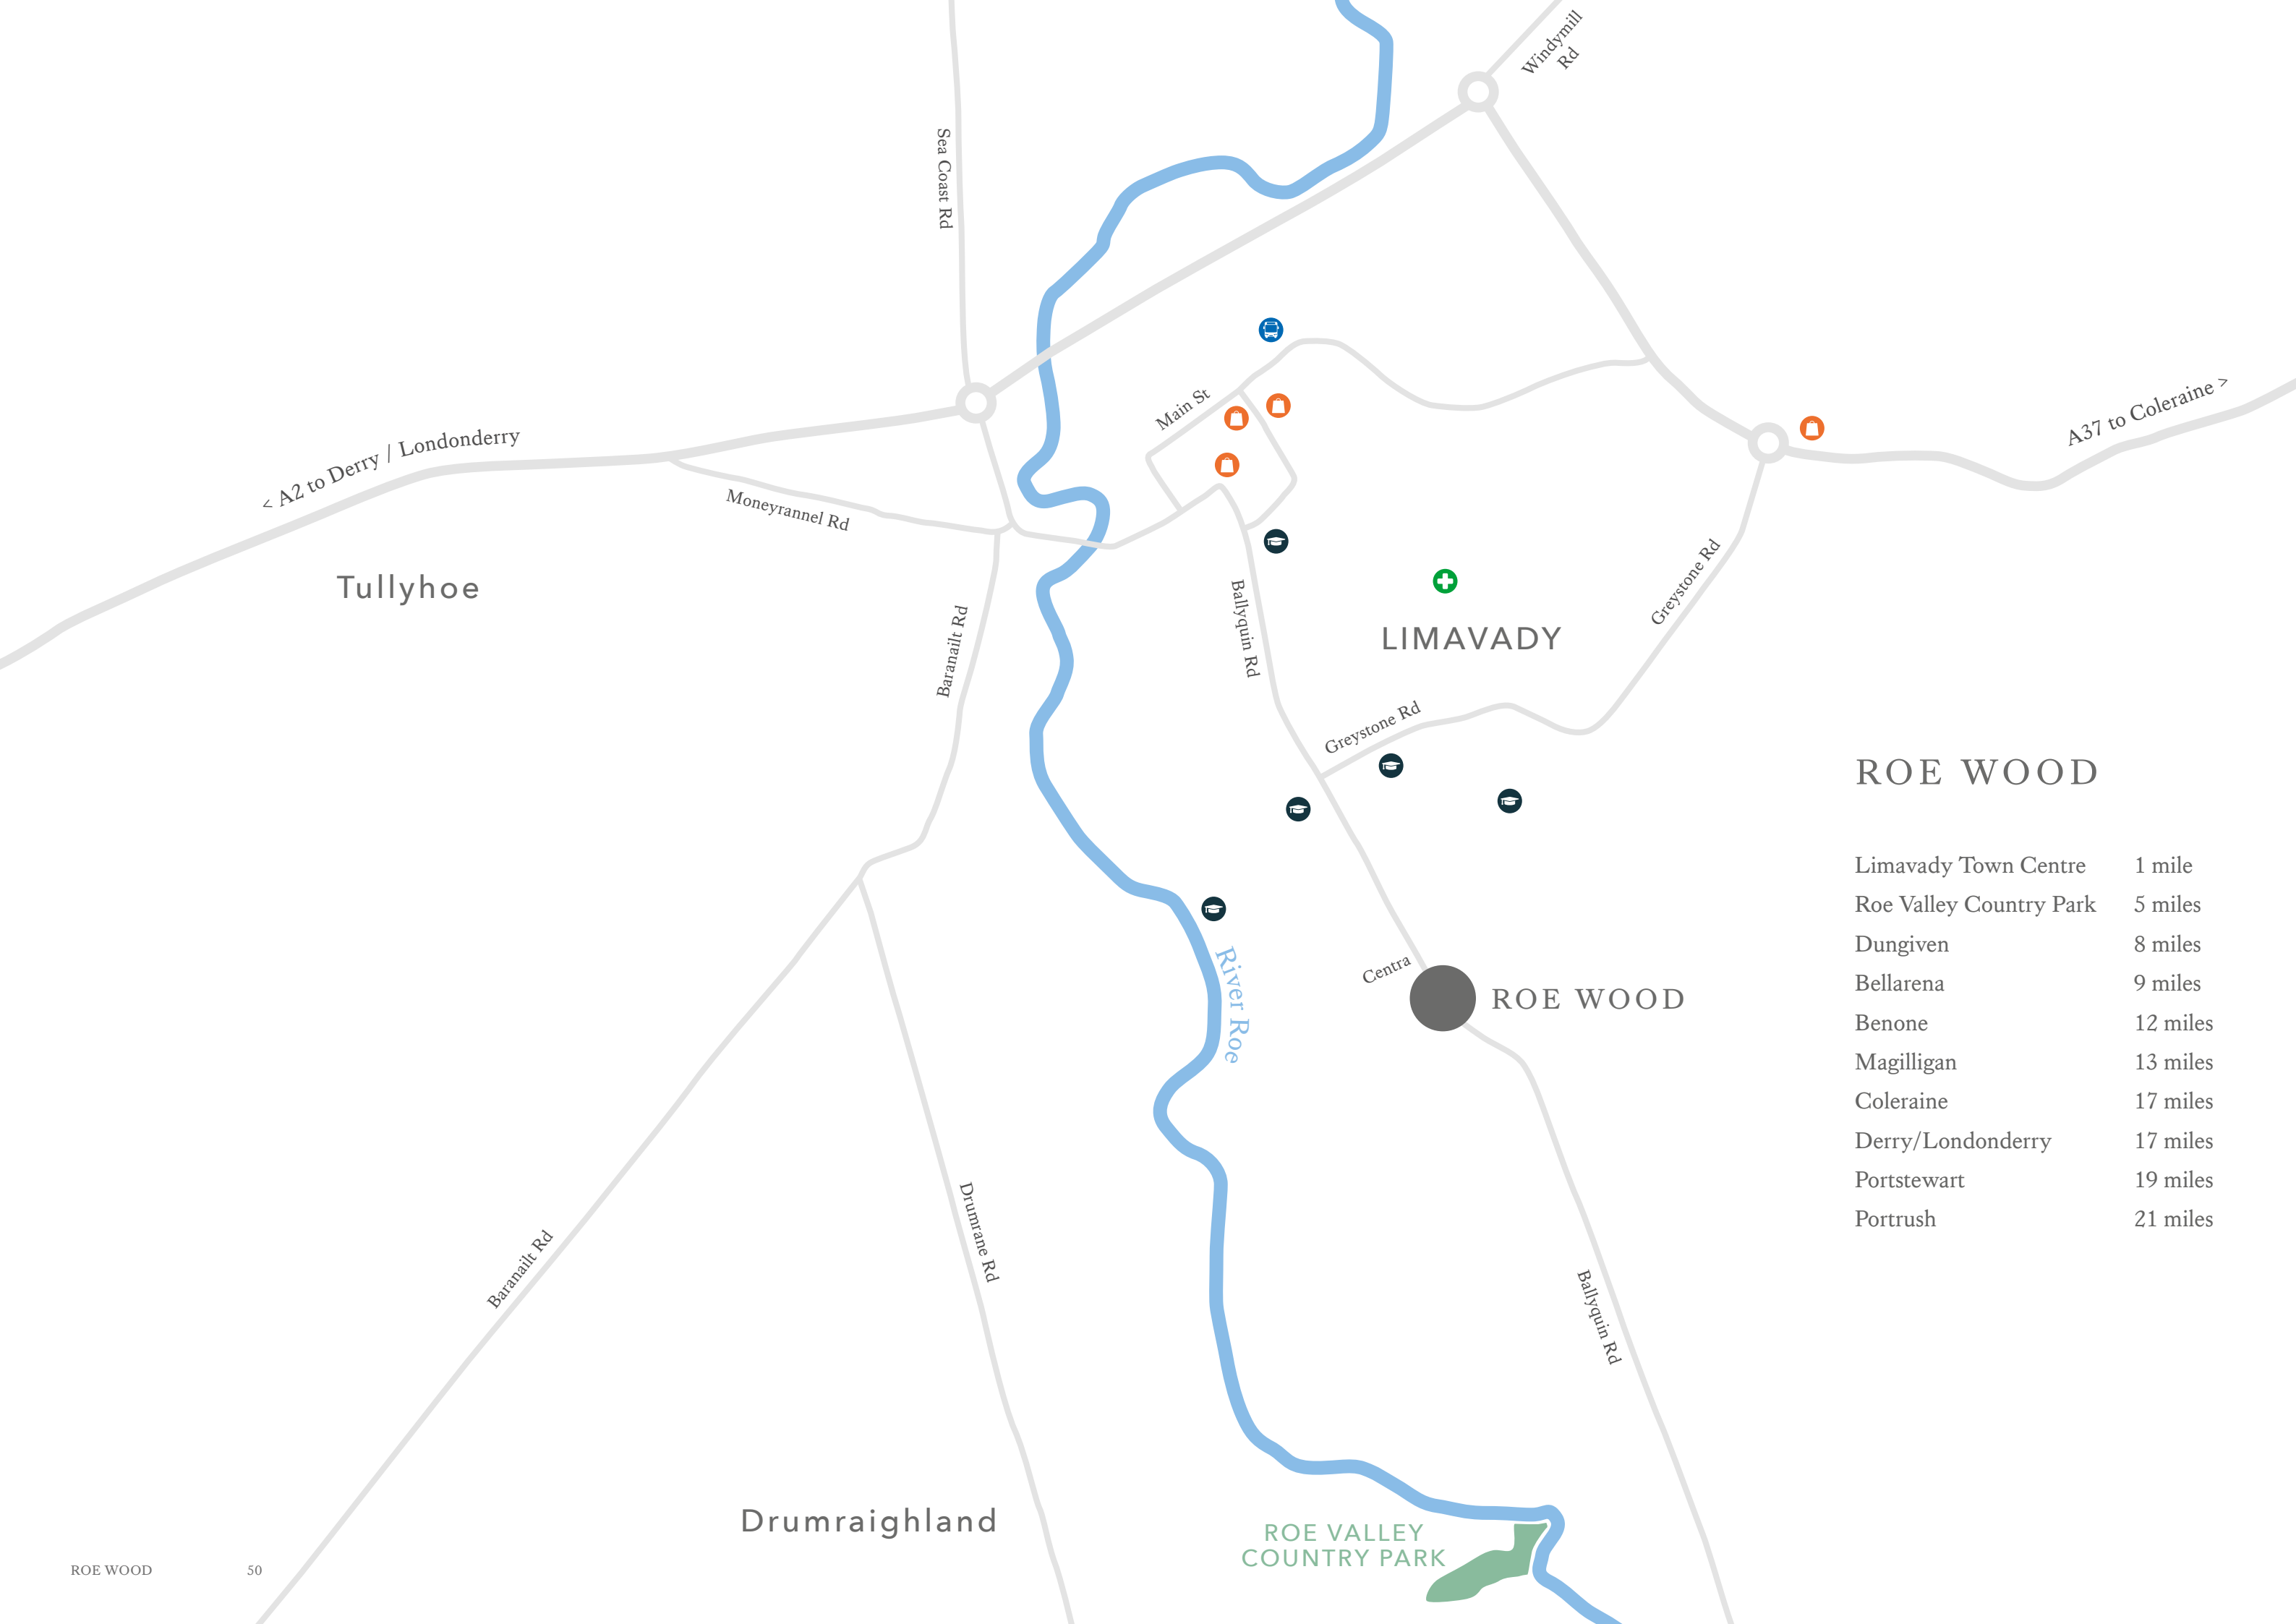 Windymill
Rd
Sea Coast Rd
Main St
< A2 to Derry / Londonderry
A37 to Coleraine >
Moneyrannel Rd
Tullyhoe
Baranailt Rd
Ballyquin Rd
Greystone Rd
LIMAVADY
Greystone Rd
ROE WOOD
Limavady Town Centre 1 mile
Roe Valley Country Park 5 miles
Dungiven 8 miles
Bellarena 9 miles
Benone 12 miles
Magilligan 13 miles
Coleraine 17 miles
Derry/Londonderry 17 miles
Portstewart 19 miles
Portrush 21 miles
River Roe
Centra
ROE WOOD
Drumrane Rd
Baranailt Rd
Ballyquin Rd
Drumraighland
ROE VALLEY
COUNTRY PARK
ROE WOOD 50